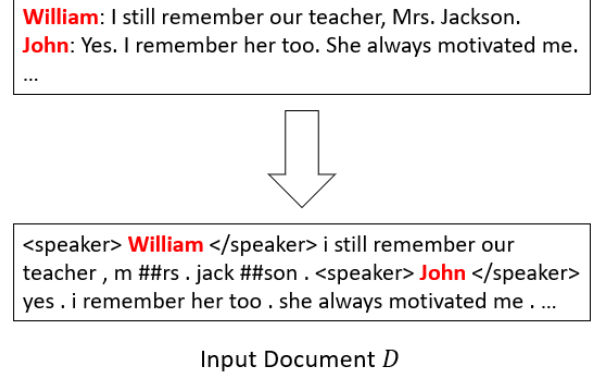 William: I still remember our teacher, Mrs. Jackson.
John: Yes. I remember her too. She always motivated me.
...
<speaker> William </speaker> i still remember our
teacher , m ##rs . jack ##son . <speaker> John </speaker>
yes . i remember her too . she always motivated me . ...
Input Document D